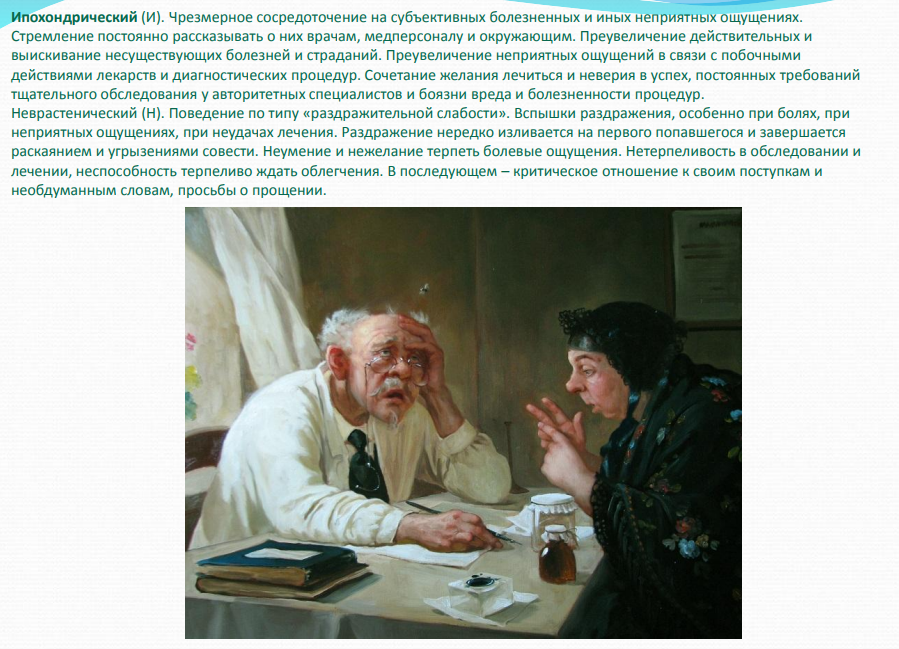 Ипохондрический (И). Чрезмерное сосредоточение на субъективных болезненных и иных неприятных ощущениях.
Стремление постоянно рассказывать о них врачам, медперсоналу и окружающим. Преувеличение действительных и
выискивание несуществующих болезней и страданий. Преувеличение неприятных ощущений в связи с побочными
действиями лекарств и диагностических процедур. Сочетание желания лечиться и неверия в успех, постоянных требований
тщательного обследования у авторитетных специалистов и боязни вреда и болезненности процедур.
Неврастенический (Н). Поведение по типу «раздражительной слабости». Вспышки раздражения, особенно при болях, при
неприятных ощущениях, при неудачах лечения. Раздражение нередко изливается на первого попавшегося и завершается
раскаянием и угрызениями совести. Неумение и нежелание терпеть болевые ощущения. Нетерпеливость в обследовании и
лечении, неспособность терпеливо ждать облегчения. В последующем – критическое отношение к своим поступкам и
необдуманным словам, просьбы о прощении.